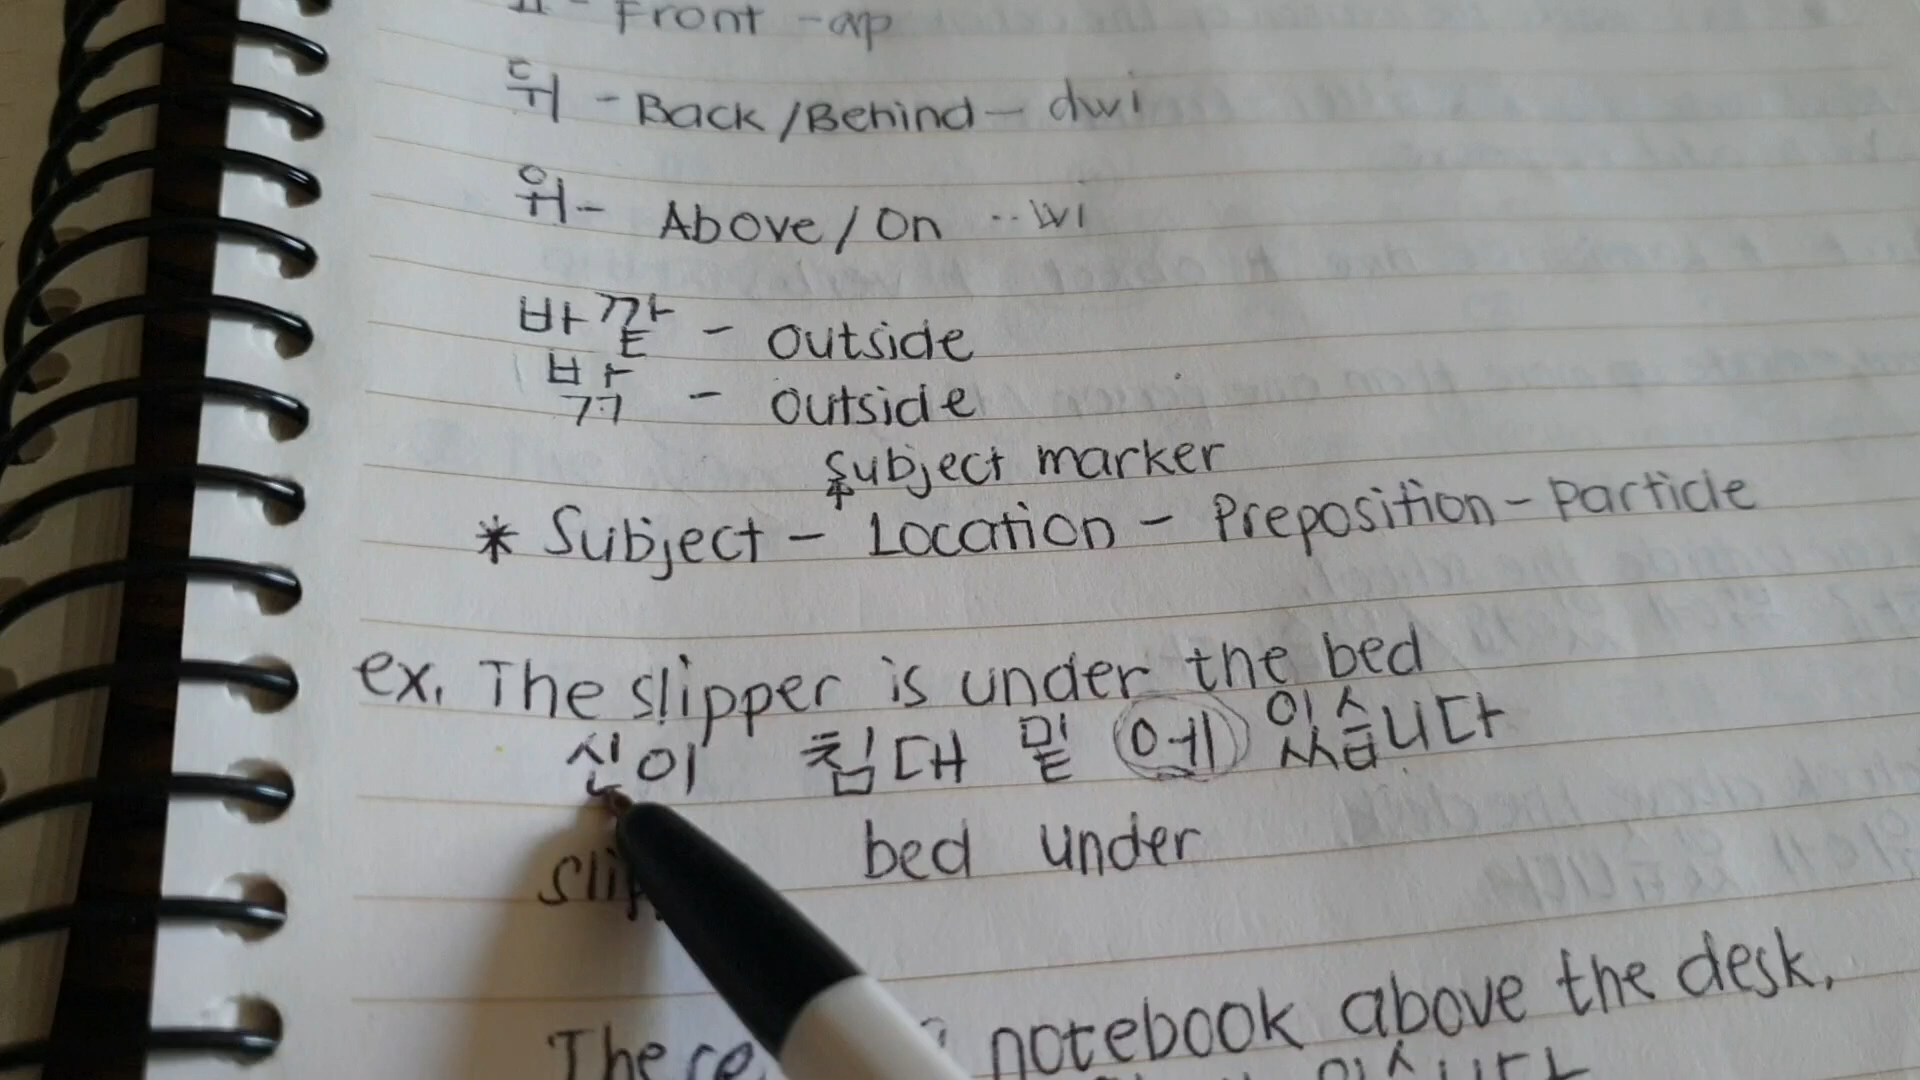 Front - ap
뒤 - Back / Behind - dwi
위 - Above / On - wi
바깥 - outside
밖 - outside
subject marker
* Subject - Location - Preposition - Particle
ex. The slipper is under the bed
신이 침대 밑 에 있습니다
bed under
notebook above the desk.